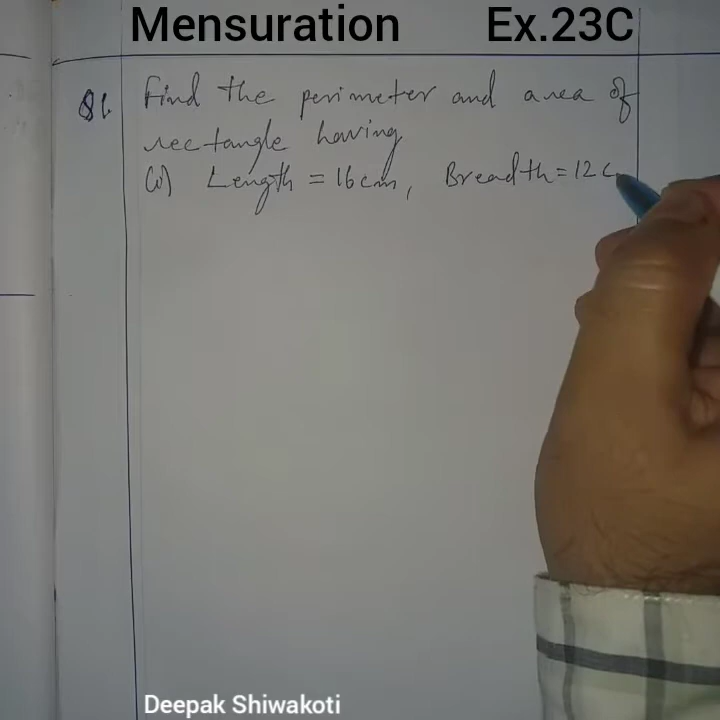 Mensuration Ex.23C
Q1. Find the perimeter and area of
rectangle having
(i) Length = 16cm, Breadth = 12 c
Deepak Shiwakoti